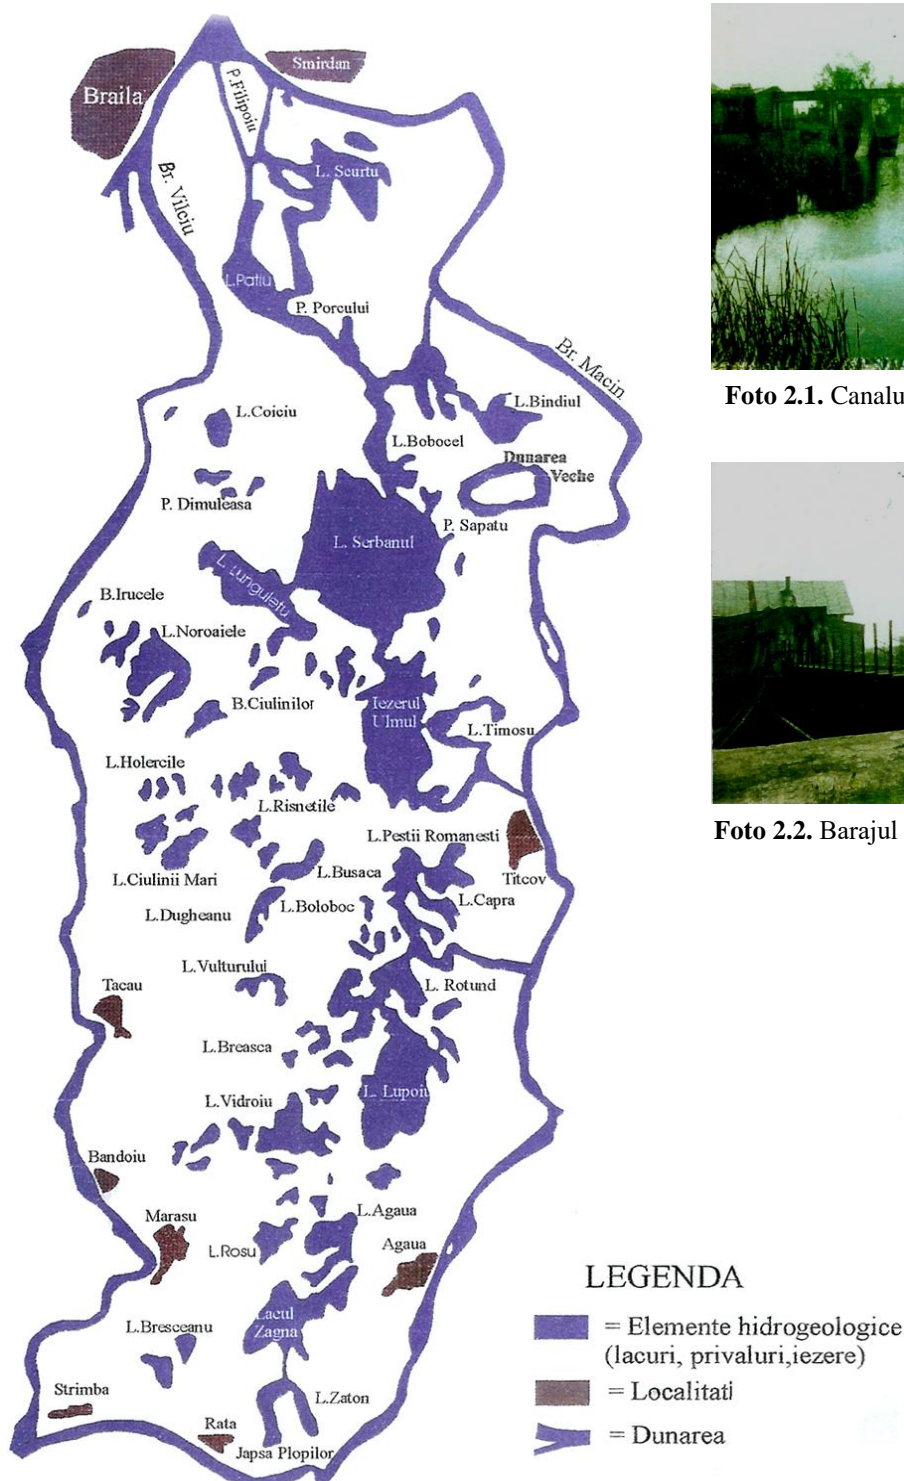 Smirdan
Braila
P.Filipoiu
L. Scurtu
Br. Vilciu
L.Patiu
P. Porcului
Br. Macin
L.Coiciu
L.Bindiul
L.Bobocel
Dunarea
Veche
P. Dimuleasa
P. Sapatu
L. Serbanul
L. Lunguletu
B.Irucele
L.Noroaiele
B.Ciulinilor
Iezerul
Ulmul
L.Timosu
L.Holercile
L.Risnetile
L.Pestii Romanesti
Titcov
L.Ciulinii Mari
L.Busaca
L.Capra
L.Dugheanu
L.Boloboc
L.Vulturului
Tacau
L. Rotund
L.Breasca
L. Lupoiu
L.Vidroiu
Bandoiu
Marasu
L.Agaua
L.Rosu
Agaua
Lacul
Zagna
L.Bresceanu
Strimba
L.Zaton
Rata
Japsa Plopilor
LEGENDA
= Elemente hidrogeologice
(lacuri, privaluri,iezere)
= Localitati
= Dunarea
Foto 2.1. Canalu
Foto 2.2. Barajul